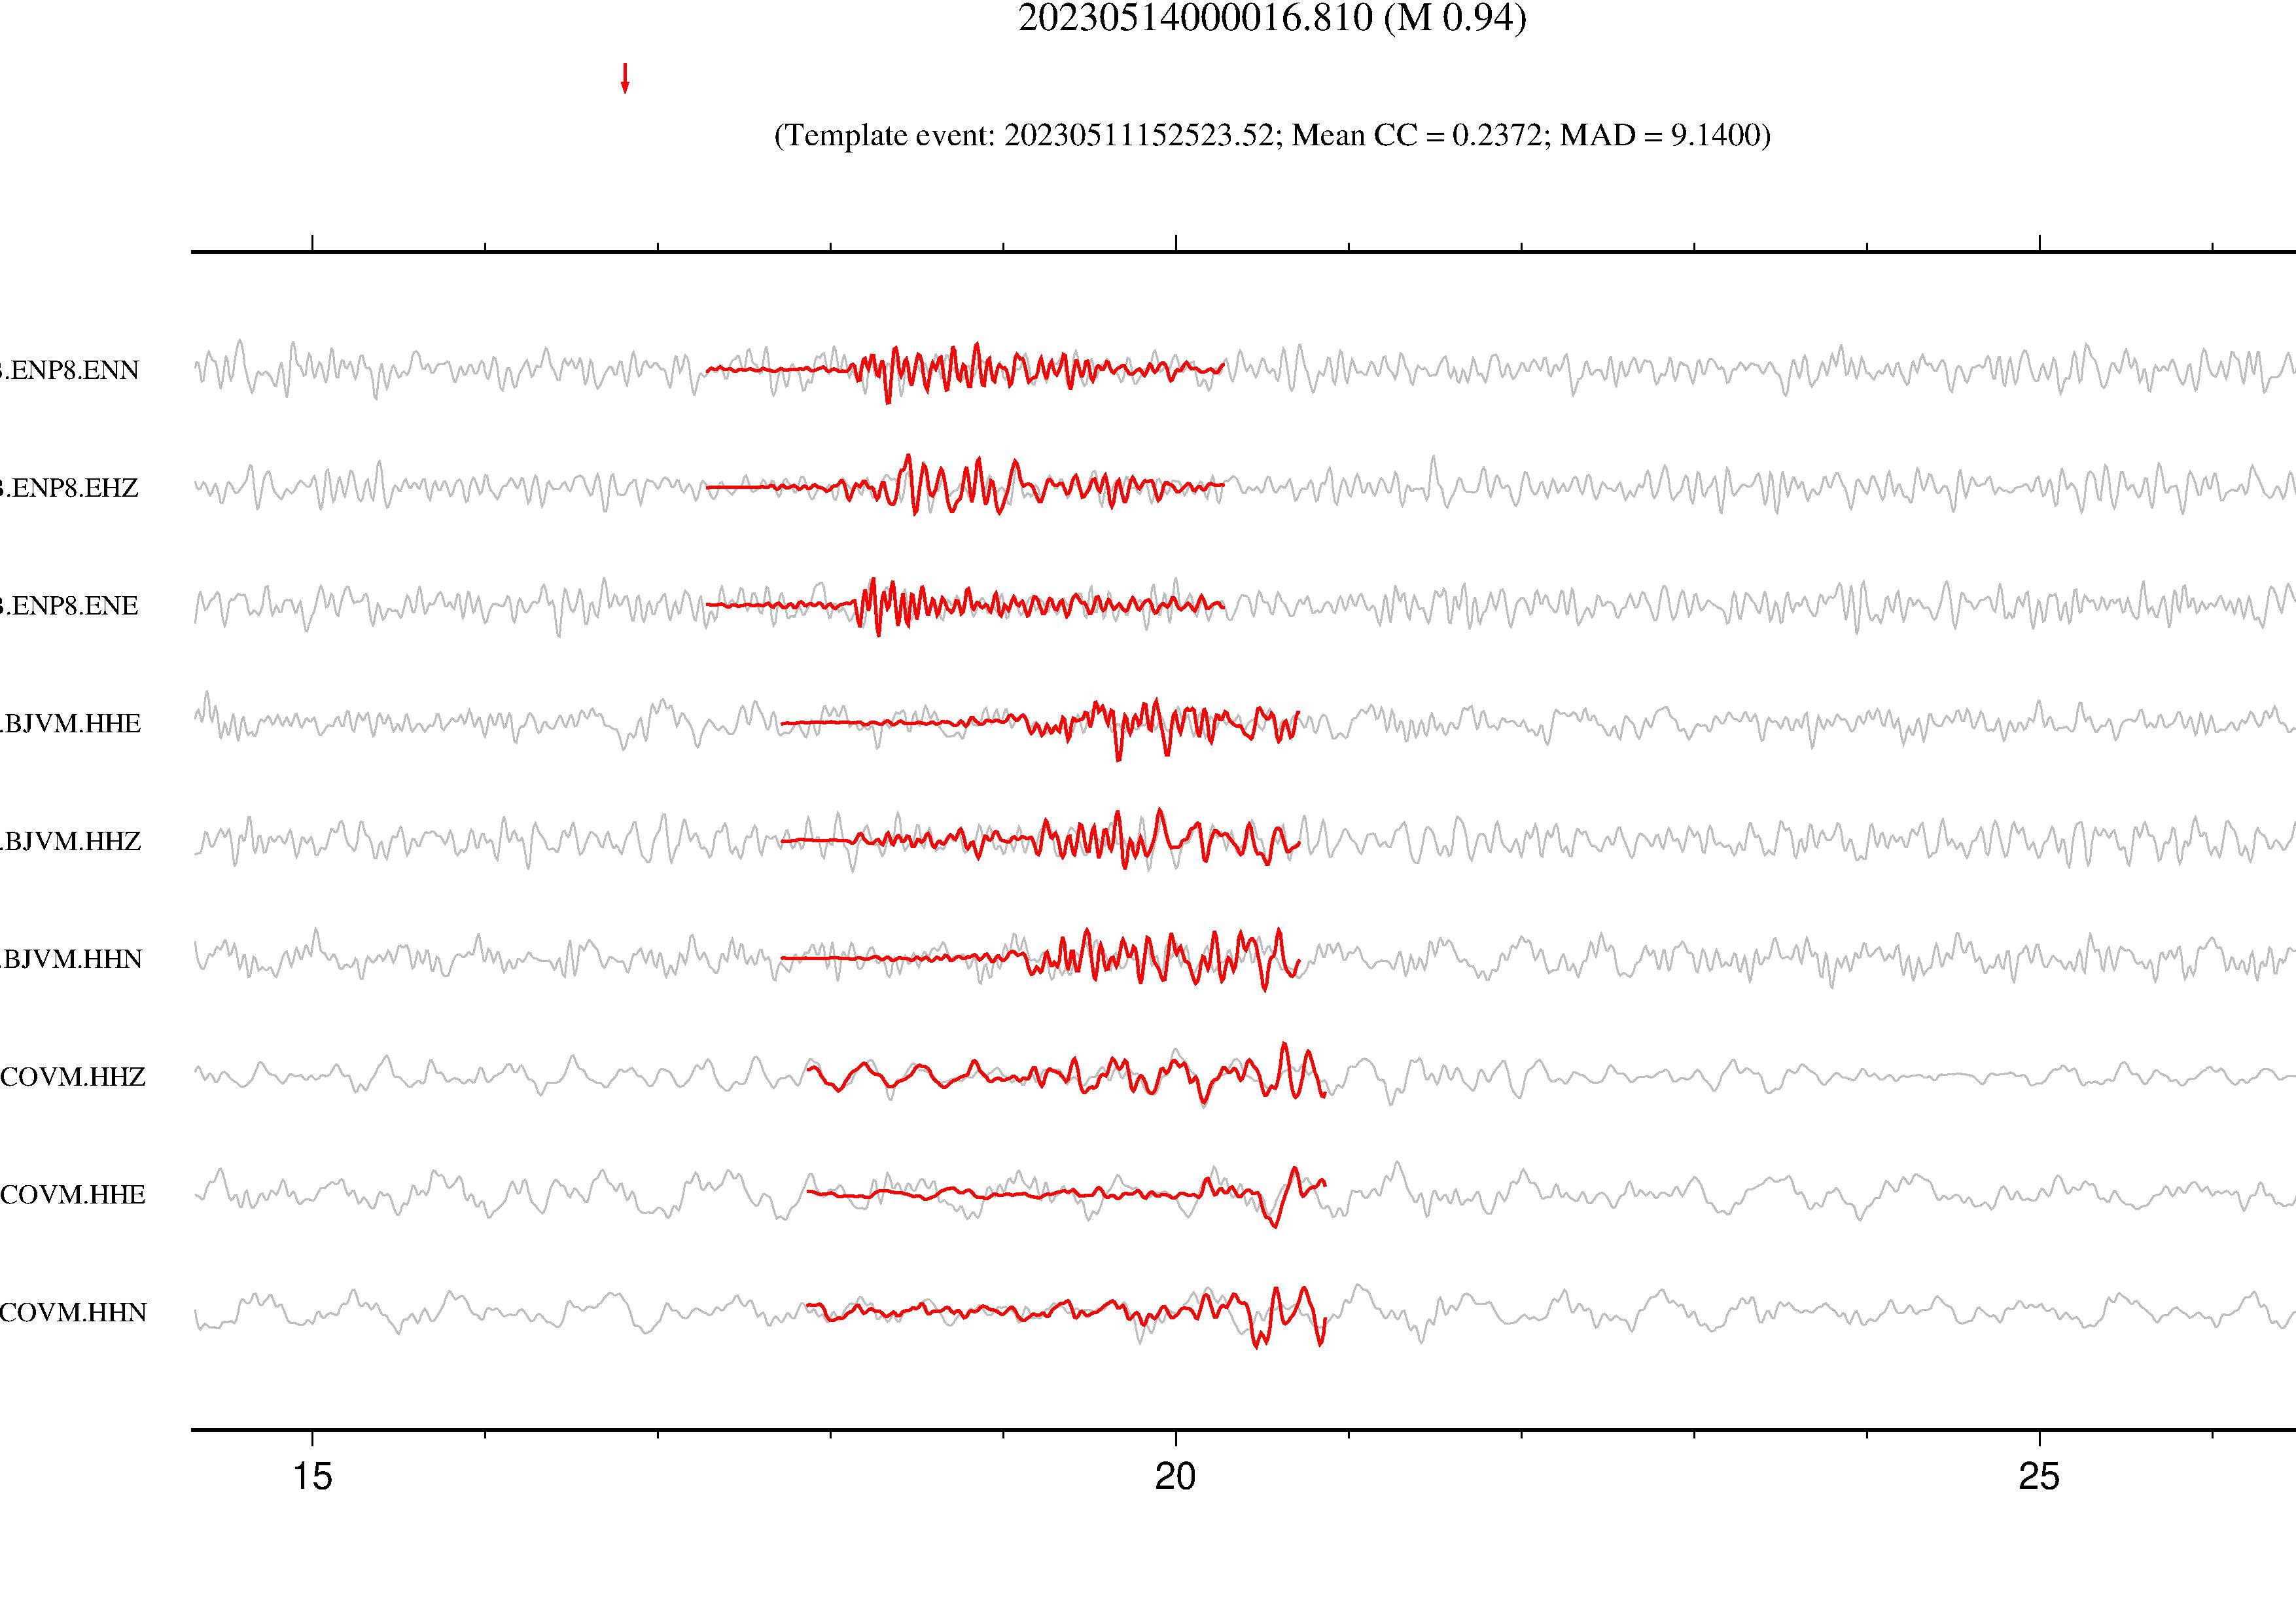 20230514000016.810 (M 0.94)
(Template event: 20230511152523.52; Mean CC = 0.2372; MAD = 9.1400)
.ENP8.ENN
.ENP8.EHZ
.ENP8.ENE
.BJVM.HHE
.BJVM.HHZ
.BJVM.HHN
COVM.HHZ
COVM.HHE
COVM.HHN
15 20 25